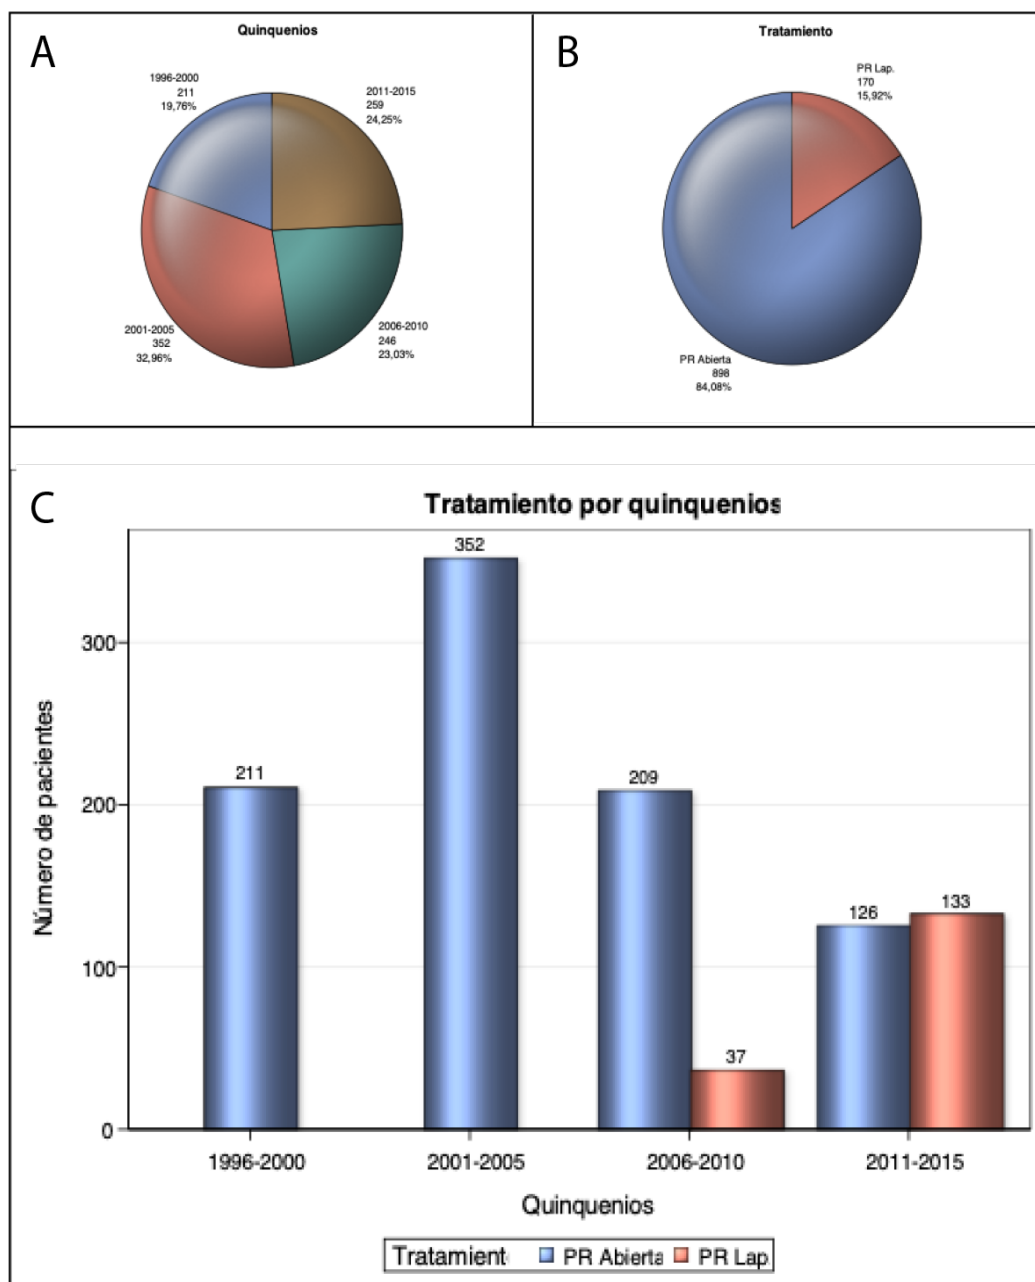 A
Quinquenios
1996-2000
211
19,76%
2011-2015
259
24,25%
2001-2005
352
32,96%
2006-2010
246
23,03%
B
Tratamiento
PR Lap.
170
15,92%
PR Abierta
898
84,08%
C
Tratamiento por quinquenios
Número de pacientes
300
200
100
0
211
352
209
37
126
133
1996-2000 2001-2005 2006-2010 2011-2015
Quinquenios
Tratamient PR Abierta PR Lap